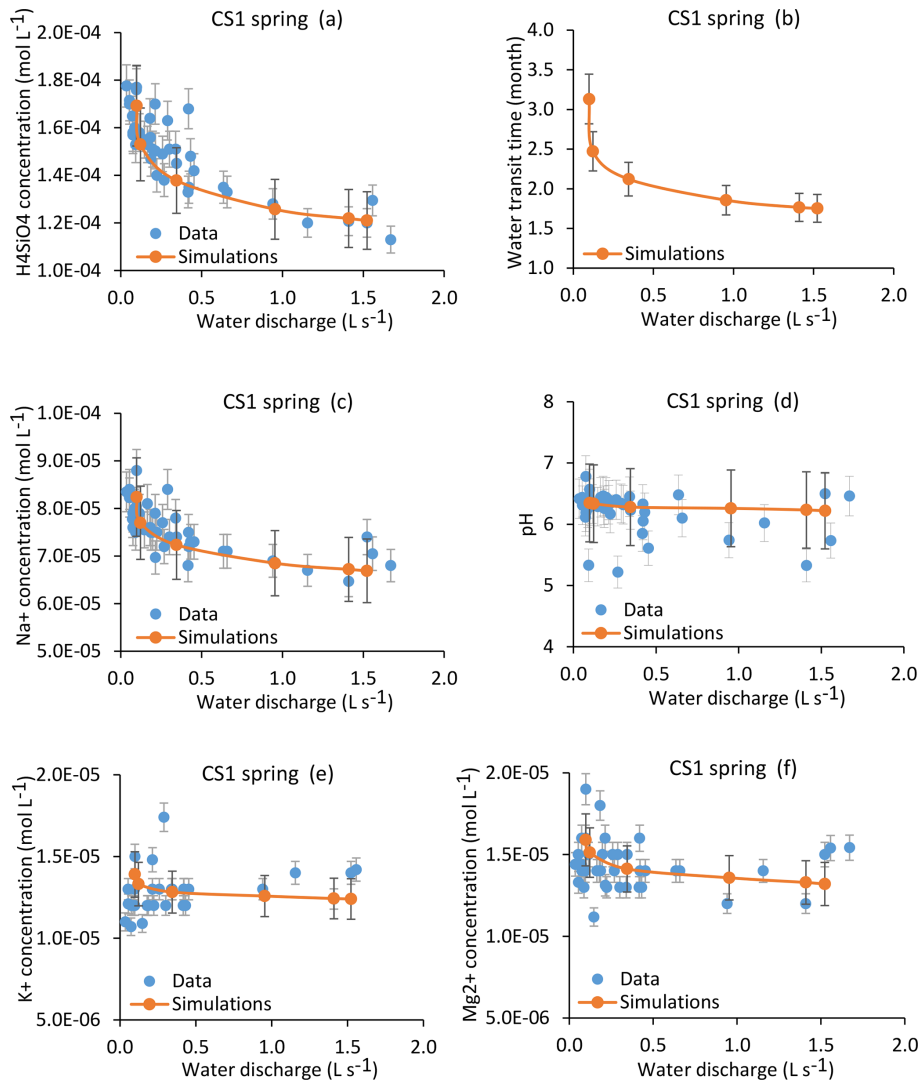 CS1 spring (a)
H4SiO4 concentration (mol L-1)
2.0E-04
1.8E-04
1.6E-04
1.4E-04
1.2E-04
1.0E-04
Data
Simulations
0.0 0.5 1.0 1.5 2.0
Water discharge (L s-1)
CS1 spring (b)
Water transit time (month)
4.0
3.5
3.0
2.5
2.0
1.5
1.0
Simulations
0.0 0.5 1.0 1.5 2.0
Water discharge (L s-1)
CS1 spring (c)
Na+ concentration (mol L-1)
1.0E-04
9.0E-05
8.0E-05
7.0E-05
6.0E-05
5.0E-05
Data
Simulations
0.0 0.5 1.0 1.5 2.0
Water discharge (L s-1)
CS1 spring (d)
pH
8
7
6
5
4
Data
Simulations
0.0 0.5 1.0 1.5 2.0
Water discharge (L s-1)
CS1 spring (e)
K+ concentration (mol L-1)
2.0E-05
1.5E-05
1.0E-05
5.0E-06
Data
Simulations
0.0 0.5 1.0 1.5 2.0
Water discharge (L s-1)
CS1 spring (f)
Mg2+ concentration (mol L-1)
2.0E-05
1.5E-05
1.0E-05
5.0E-06
Data
Simulations
0.0 0.5 1.0 1.5 2.0
Water discharge (L s-1)